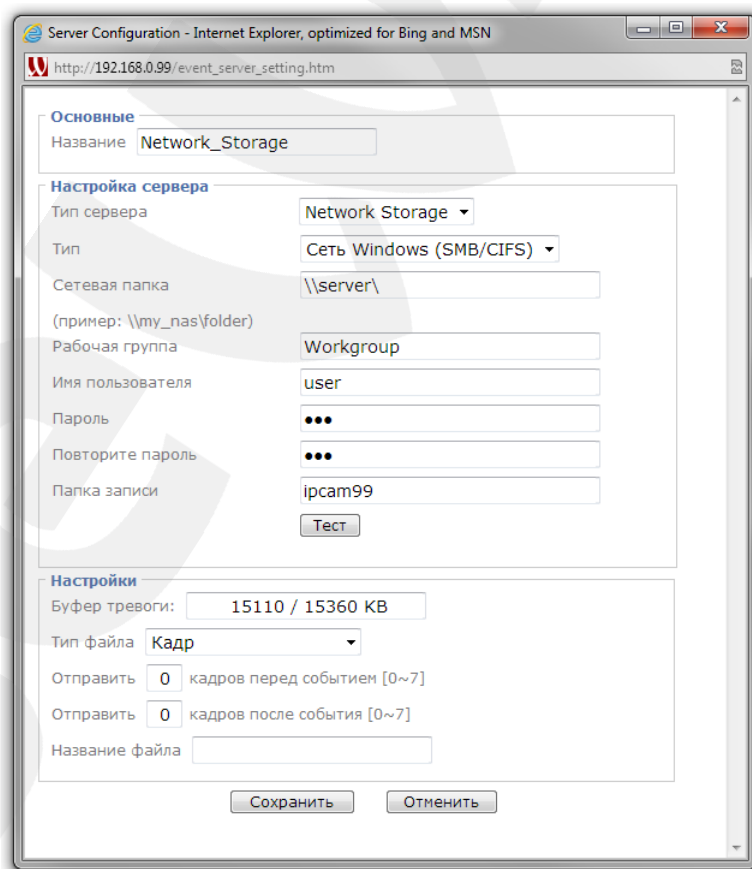 Server Configuration - Internet Explorer, optimized for Bing and MSN
http://192.168.0.99/event_server_setting.htm
Основные
Название Network_Storage
Настройка сервера
Тип сервера Network Storage
Тип Сеть Windows (SMB/CIFS)
Сетевая папка \\server\
(пример: \\my_nas\folder)
Рабочая группа Workgroup
Имя пользователя user
Пароль •••
Повторите пароль •••
Папка записи ipcam99
Тест
Настройки
Буфер тревоги: 15110 / 15360 KB
Тип файла Кадр
Отправить 0 кадров перед событием [0~7]
Отправить 0 кадров после события [0~7]
Название файла
Сохранить Отменить